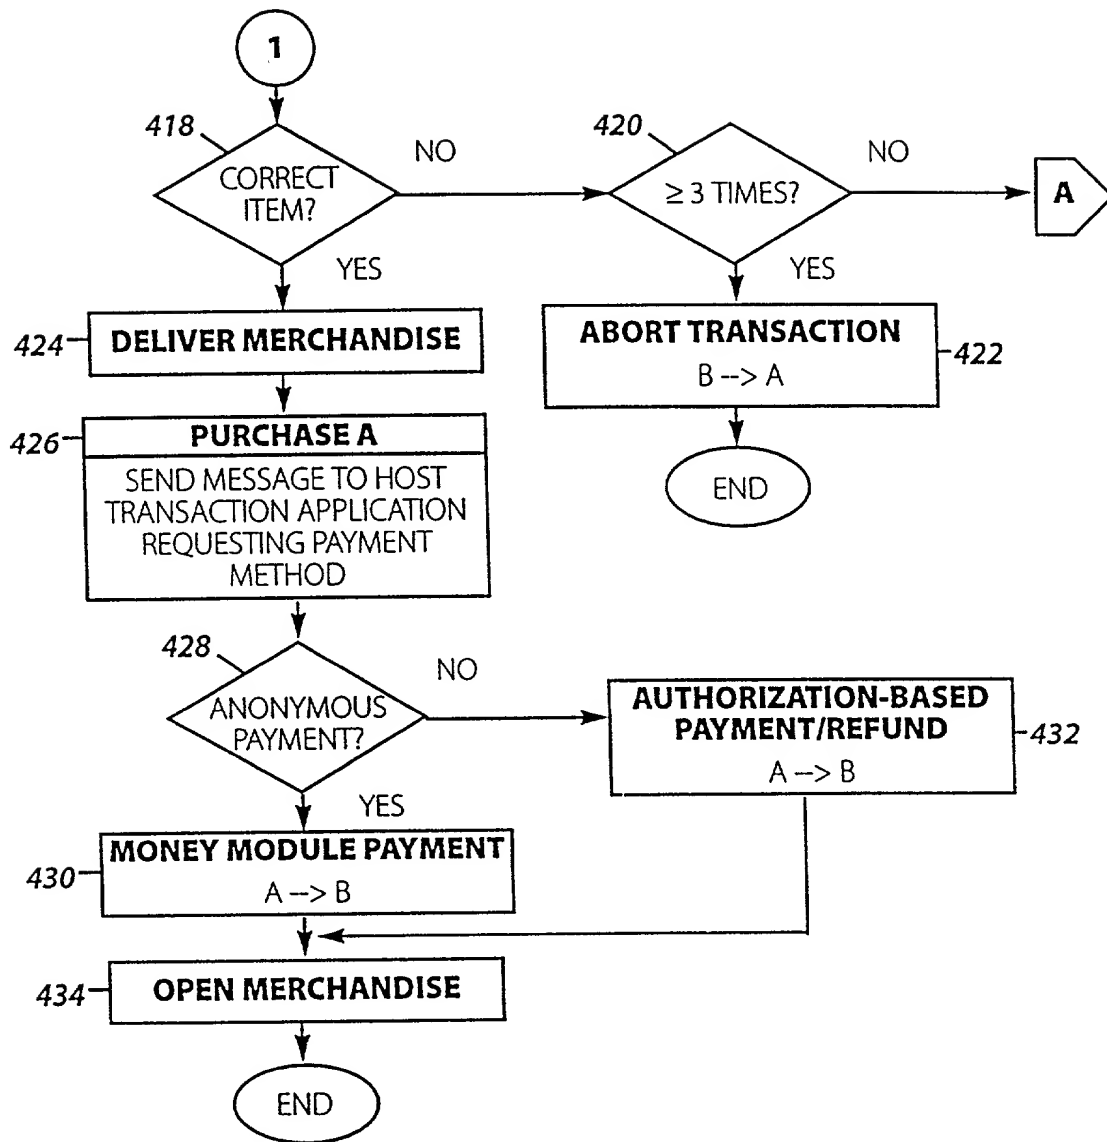 1
418
CORRECT
ITEM?
NO
YES
420
≥ 3 TIMES?
NO
A
YES
424
DELIVER MERCHANDISE
ABORT TRANSACTION
B --> A
422
END
426
PURCHASE A
SEND MESSAGE TO HOST
TRANSACTION APPLICATION
REQUESTING PAYMENT
METHOD
428
ANONYMOUS
PAYMENT?
NO
YES
AUTHORIZATION-BASED
PAYMENT/REFUND
A --> B
432
430
MONEY MODULE PAYMENT
A --> B
434
OPEN MERCHANDISE
END